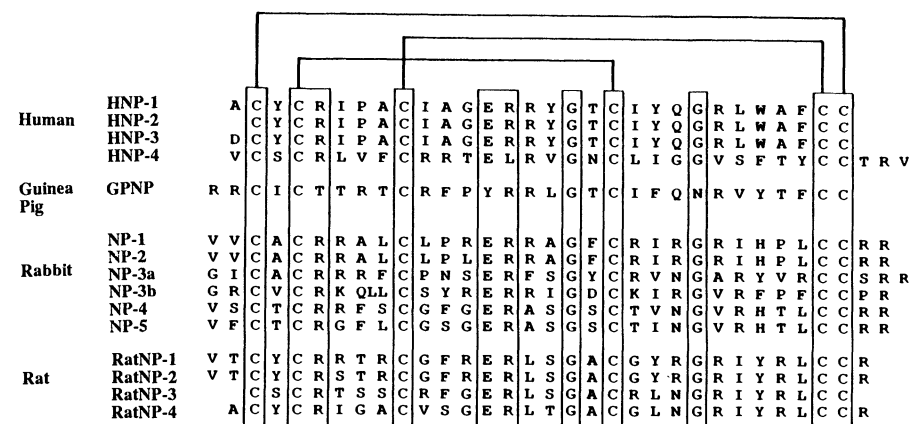 Human HNP-1 A C Y C R I P A C I A G E R R Y G T C I Y Q G R L W A F C C
HNP-2 C Y C R I P A C I A G E R R Y G T C I Y Q G R L W A F C C
HNP-3 D C Y C R I P A C I A G E R R Y G T C I Y Q G R L W A F C C
HNP-4 V C S C R L V F C R R T E L R V G N C L I G G V S F T Y C C T R V
Guinea Pig GPNP R R C I C T T R T C R F P Y R R L G T C I F Q N R V Y T F C C
Rabbit NP-1 V V C A C R R A L C L P R E R R A G F C R I R G R I H P L C C R R
NP-2 V V C A C R R A L C L P L E R R A G F C R I R G R I H P L C C R R
NP-3a G I C A C R R R F C P N S E R F S G Y C R V N G A R Y V R C C S R R
NP-3b G R C V C R K Q L L C S Y R E R R I G D C K I R G V R F P F C C P R
NP-4 V S C T C R R F S C G F G E R A S G S C T V N G V R H T L C C R R
NP-5 V F C T C R G F L C G S G E R A S G S C T I N G V R H T L C C R R
Rat RatNP-1 V T C Y C R R T R C G F R E R L S G A C G Y R G R I Y R L C C R
RatNP-2 V T C Y C R S T R C G F R E R L S G A C G Y R G R I Y R L C C R
RatNP-3 C S C R T S S C R F G E R L S G A C R L N G R I Y R L C C
RatNP-4 A C Y C R I G A C V S G E R L T G A C G L N G R I Y R L C C R